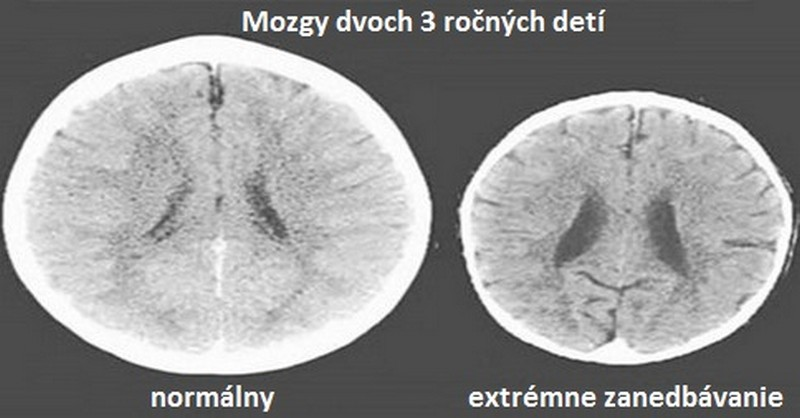 Mozgy dvoch 3 ročných detí
normálny
extrémne zanedbávanie